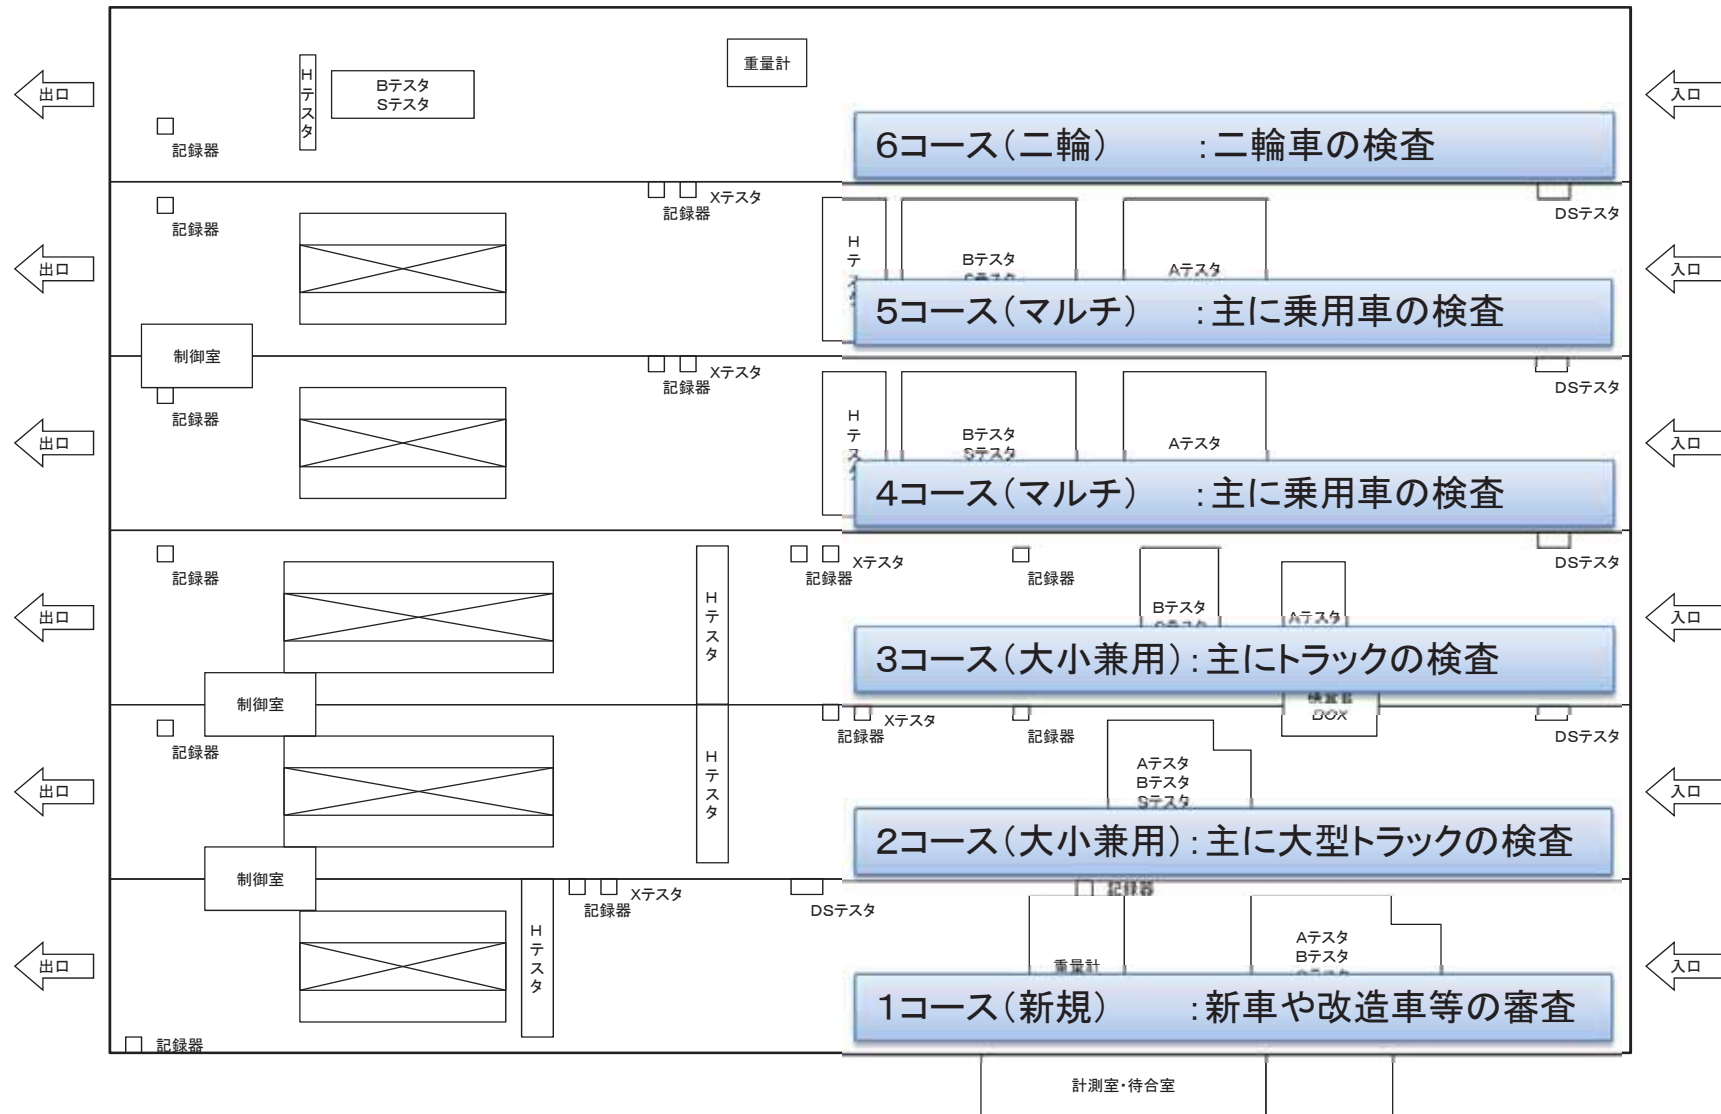 重量計
Hテスタ
Bテスタ
Sテスタ
出口
入口
記録器
6コース(二輪)　　:二輪車の検査
記録器
Xテスタ
記録器
DSテスタ
出口
Hテ
Bテスタ
Aテスタ
入口
5コース(マルチ)　:主に乗用車の検査
制御室
記録器
Xテスタ
記録器
DSテスタ
出口
Hテス
Bテスタ
Sテスタ
Aテスタ
入口
4コース(マルチ)　:主に乗用車の検査
記録器
Xテスタ
記録器
記録器
DSテスタ
出口
Hテスタ
Bテスタ
Aテスタ
入口
3コース(大小兼用):主にトラックの検査
制御室
検査官
BOX
記録器
Xテスタ
記録器
記録器
DSテスタ
出口
Hテスタ
Aテスタ
Bテスタ
Sテスタ
入口
2コース(大小兼用):主に大型トラックの検査
制御室
Xテスタ
記録器
DSテスタ
記録器
出口
Hテスタ
重量計
Aテスタ
Bテスタ
入口
1コース(新規)　　:新車や改造車等の審査
記録器
計測室・待合室